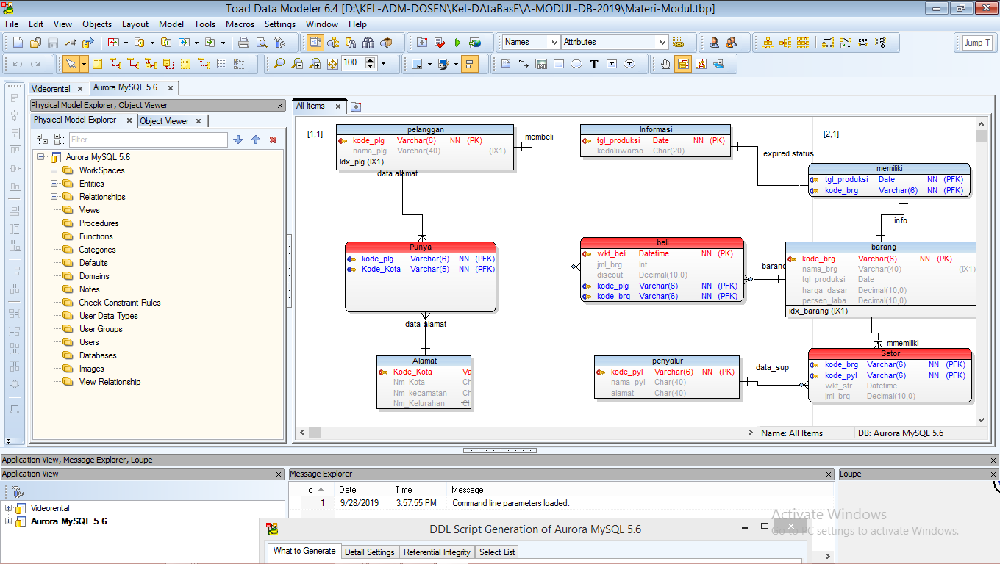 Toad Data Modeler 6.4 [D:\KEL-ADM-DOSEN\Kel-DAtaBasE\A-MODUL-DB-2019\Materi-Modul.tbp]
File Edit View Objects Layout Model Tools Macros Settings Window Help
Names Attributes Jump T
100
Videorental Aurora MySQL 5.6
Physical Model Explorer, Object Viewer
Physical Model Explorer Object Viewer
Filter
Aurora MySQL 5.6
WorkSpaces
Entities
Relationships
Views
Procedures
Functions
Categories
Defaults
Domains
Notes
Check Constraint Rules
User Data Types
User Groups
Users
Databases
Images
View Relationship
All Items
[1,1]
[2,1]
pelanggan
kode_plg Varchar(6) NN (PK)
nama_plg Varchar(40) (IX1)
Idx_plg (IX1)
membeli
data alamat
Informasi
tgl_produksi Date NN (PK)
kedaluwarso Char(20)
expired status
memiliki
tgl_produksi Date NN (PFK)
kode_brg Varchar(6) NN (PFK)
info
Punya
kode_plg Varchar(6) NN (PFK)
Kode_Kota Varchar(5) NN (PFK)
data-alamat
beli
wkt_beli Datetime NN (PK)
jml_brg Int
discout Decimal(10,0)
kode_plg Varchar(6) NN (PFK)
kode_brg Varchar(6) NN (PFK)
barang
barang
kode_brg Varchar(6) NN (PK)
nama_brg Varchar(40) (IX1)
tgl_produksi Date
harga_dasar Decimal(10,0)
persen_laba Decimal(10,0)
idx_barang (IX1)
mmemiliki
Alamat
Kode_Kota Va
Nm_Kota Ch
Nm_kecamatan Ch
Nm_Kelurahan Ch
penyalur
kode_pyl Varchar(6) NN (PK)
nama_pyl Char(40)
alamat Char(40)
data_sup
Setor
kode_brg Varchar(6) NN (PFK)
kode_pyl Varchar(6) NN (PFK)
wkt_str Datetime
jml_brg Decimal(10,0)
Name: All Items DB: Aurora MySQL 5.6
Application View, Message Explorer, Loupe
Application View
Videorental
Aurora MySQL 5.6
Message Explorer
Id Date Time Message
1 9/28/2019 3:57:55 PM Command line parameters loaded.
Loupe
Activate Windows
Go to PC settings to activate Windows.
DDL Script Generation of Aurora MySQL 5.6
What to Generate Detail Settings Referential Integrity Select List